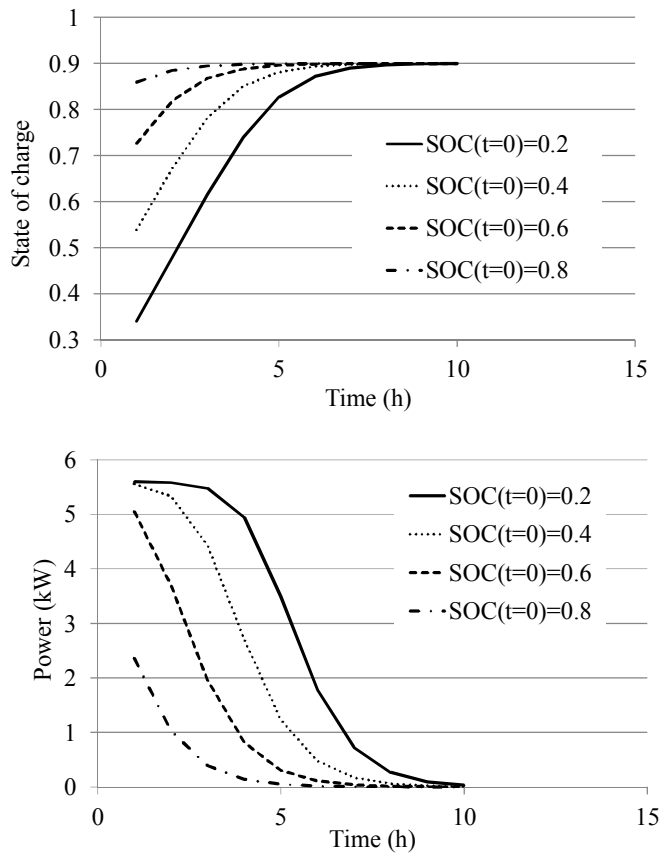 1
0.9
0.8
0.7
0.6
0.5
0.4
0.3
State of charge
SOC(t=0)=0.2
SOC(t=0)=0.4
SOC(t=0)=0.6
SOC(t=0)=0.8
0 5 10 15
Time (h)
6
5
4
3
2
1
0
Power (kW)
SOC(t=0)=0.2
SOC(t=0)=0.4
SOC(t=0)=0.6
SOC(t=0)=0.8
0 5 10 15
Time (h)